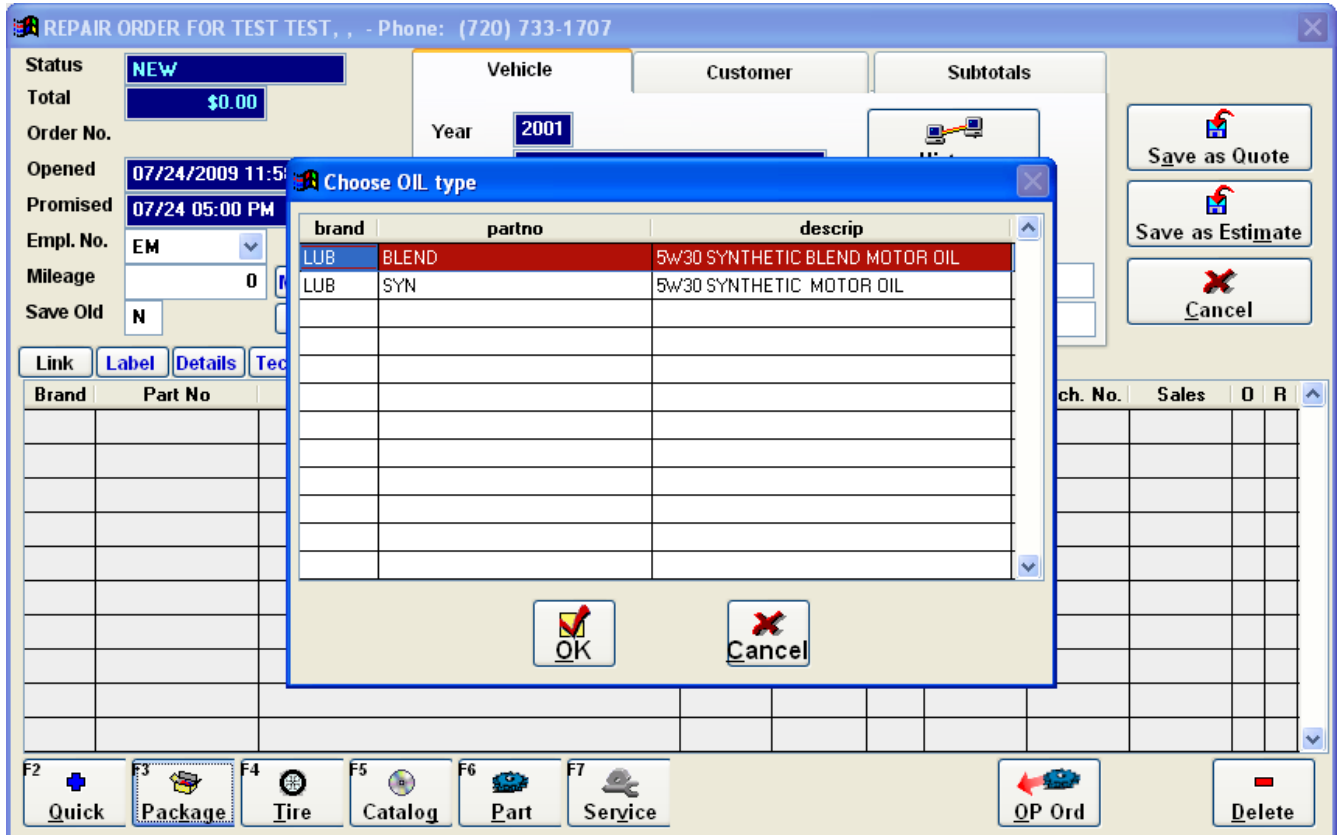 REPAIR ORDER FOR TEST TEST, , - Phone: (720) 733-1707
Status NEW
Total $0.00
Order No.
Opened 07/24/2009 11:5
Promised 07/24 05:00 PM
Empl. No. EM
Mileage 0
Save Old N
Vehicle Customer Subtotals
Year 2001
Save as Quote
Save as Estimate
Cancel
Link Label Details Tec
Brand Part No ch. No. Sales O R
Choose OIL type
brand partno descrip
LUB BLEND 5W30 SYNTHETIC BLEND MOTOR OIL
LUB SYN 5W30 SYNTHETIC MOTOR OIL
OK Cancel
F2 Quick
F3 Package
F4 Tire
F5 Catalog
F6 Part
F7 Service
OP Ord
Delete